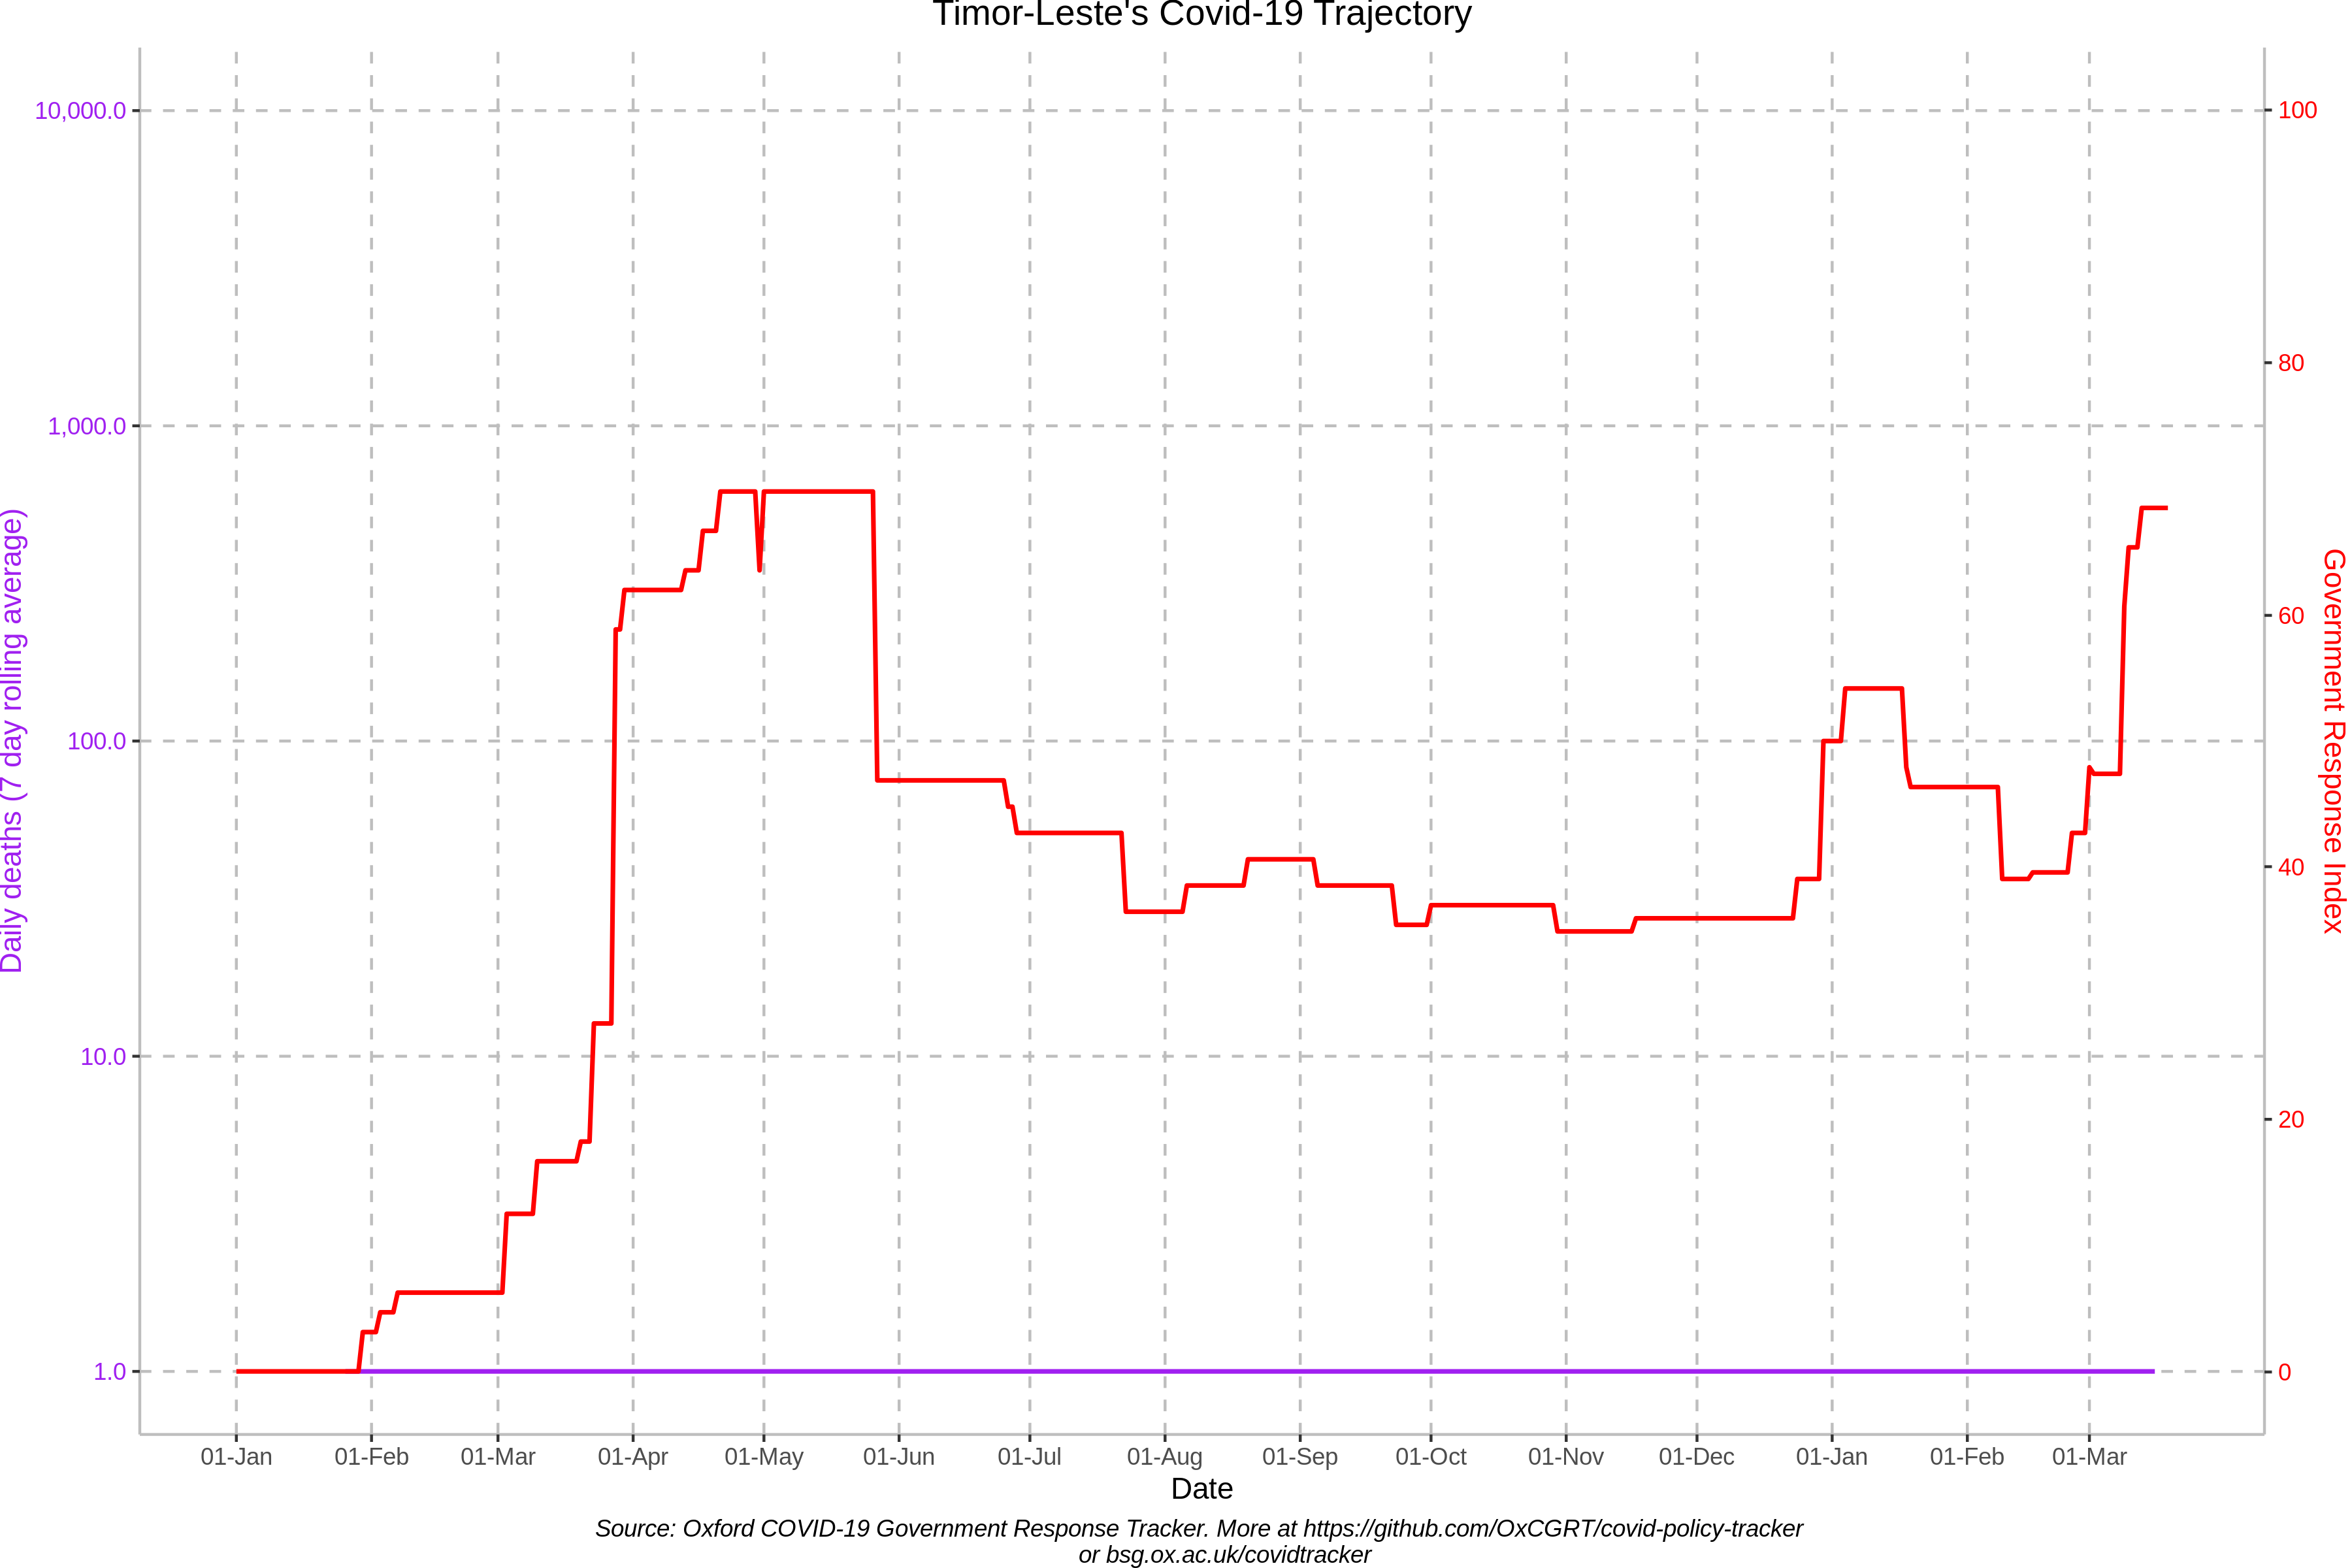 Timor-Leste's Covid-19 Trajectory
10,000.0
1,000.0
100.0
10.0
1.0
Daily deaths (7 day rolling average)
100
80
60
40
20
0
Government Response Index
01-Jan 01-Feb 01-Mar 01-Apr 01-May 01-Jun 01-Jul 01-Aug 01-Sep 01-Oct 01-Nov 01-Dec 01-Jan 01-Feb 01-Mar
Date
Source: Oxford COVID-19 Government Response Tracker. More at https://github.com/OxCGRT/covid-policy-tracker
or bsg.ox.ac.uk/covidtracker